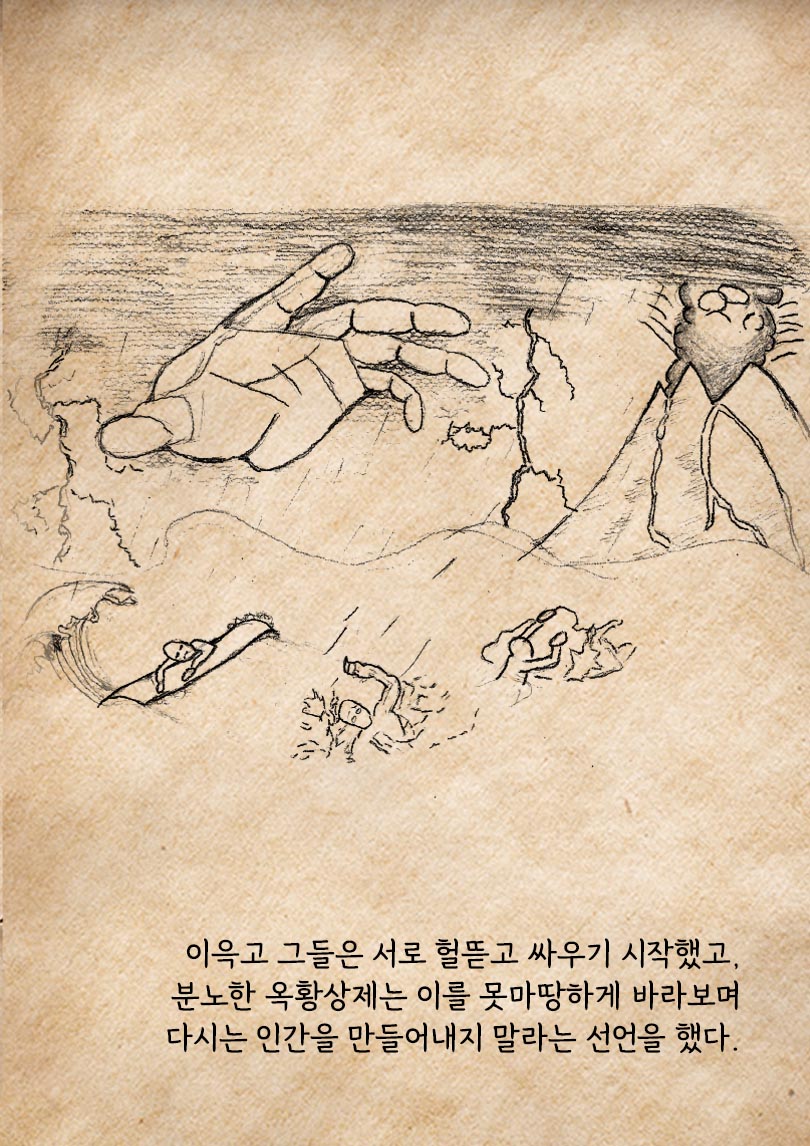 이윽고 그들은 서로 헐뜯고 싸우기 시작했고,
분노한 옥황상제는 이를 못마땅하게 바라보며
다시는 인간을 만들어내지 말라는 선언을 했다.